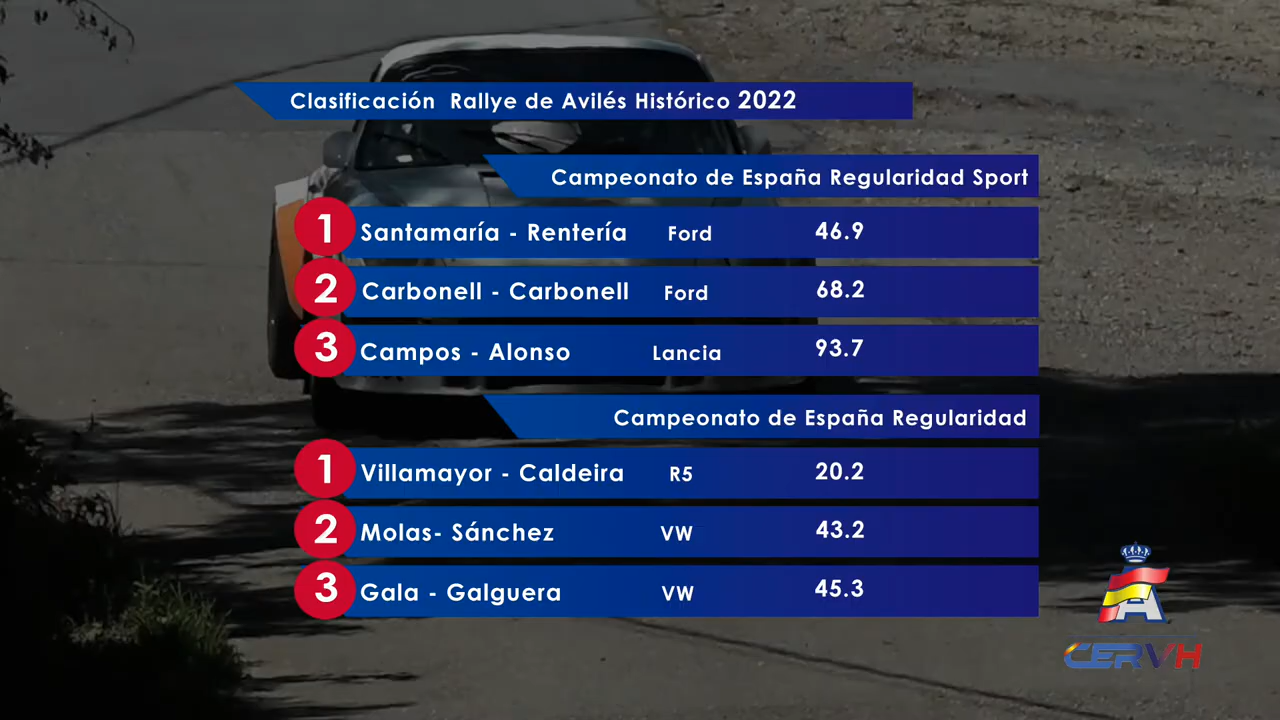 Clasificación Rallye de Avilés Histórico 2022
Campeonato de España Regularidad Sport
1 Santamaría - Rentería Ford 46.9
2 Carbonell - Carbonell Ford 68.2
3 Campos - Alonso Lancia 93.7
Campeonato de España Regularidad
1 Villamayor - Caldeira R5 20.2
2 Molas- Sánchez VW 43.2
3 Gala - Galguera VW 45.3
CERVH